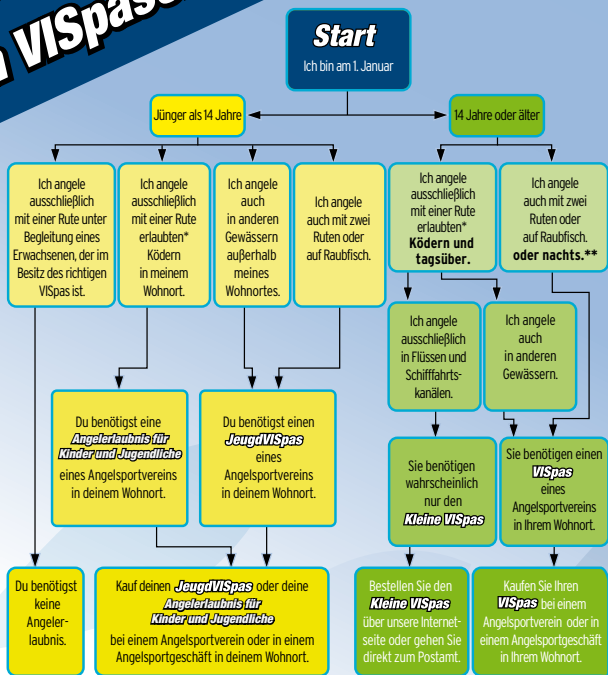 VISpas
Start
Ich bin am 1. Januar
Jünger als 14 Jahre
14 Jahre oder älter
Ich angele
ausschließlich
mit einer Rute unter
Begleitung eines
Erwachsenen, der im
Besitz des richtigen
VISpas ist.
Ich angele
ausschließlich
mit einer Rute
erlaubten*
Ködern
in meinem
Wohnort.
Ich angele
auch
in anderen
Gewässern
außerhalb
meines
Wohnortes.
Ich angele
auch mit zwei
Ruten oder
auf Raubfisch.
Ich angele
ausschließlich
mit einer Rute
erlaubten*
Ködern und
tagsüber.
Ich angele
auch mit zwei
Ruten oder
auf Raubfisch.
oder nachts.**
Ich angele
ausschließlich
in Flüssen und
Schifffahrts-
kanälen.
Ich angele
auch
in anderen
Gewässern.
Du benötigst eine
Angelerlaubnis für
Kinder und Jugendliche
eines Angelsportvereins
in deinem Wohnort.
Du benötigst einen
JeugdVISpas
eines
Angelsportvereins
in deinem Wohnort.
Sie benötigen
wahrscheinlich
nur den
Kleine VISpas
Sie benötigen einen
VISpas
eines
Angelsportvereins
in Ihrem Wohnort.
Du benötigst
keine
Angeler-
laubnis.
Kauf deinen JeugdVISpas oder deine
Angelerlaubnis für
Kinder und Jugendliche
bei einem Angelsportverein oder in einem
Angelsportgeschäft in deinem Wohnort.
Bestellen Sie den
Kleine VISpas
über unsere Internet-
seite oder gehen Sie
direkt zum Postamt.
Kaufen Sie Ihren
VISpas bei einem
Angelsportverein oder in
einem Angelsportgeschäft
in Ihrem Wohnort.